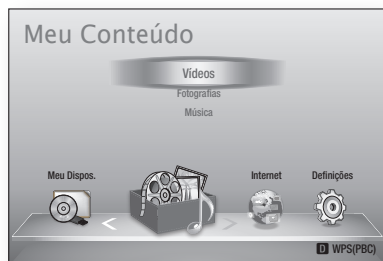 Meu Conteúdo
Vídeos
Fotografias
Música
Meu Dispos.
Internet
Definições
D WPS(PBC)